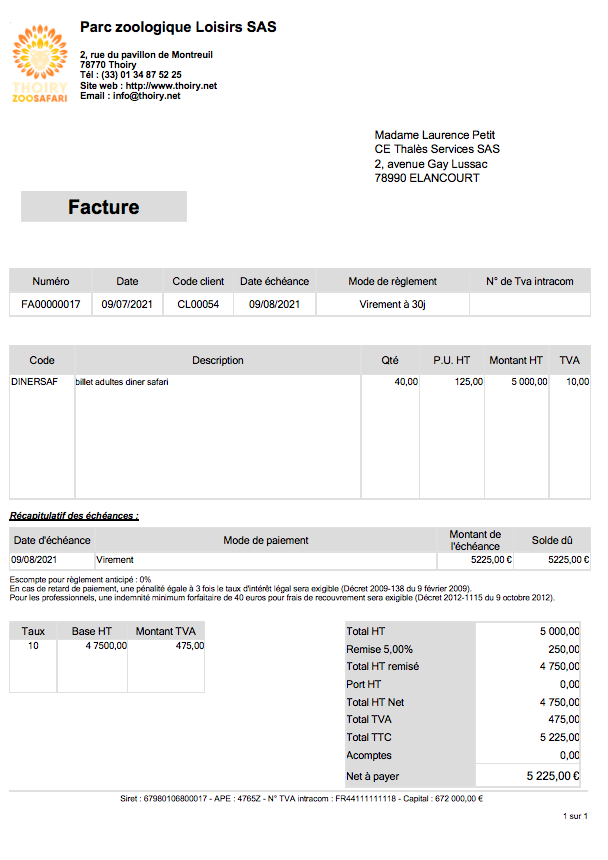 Parc zoologique Loisirs SAS
2, rue du pavillon de Montreuil
78770 Thoiry
Tél : (33) 01 34 87 52 25
Site web : http://www.thoiry.net
Email : info@thoiry.net
THOIRY
ZOOSAFARI
Madame Laurence Petit
CE Thalès Services SAS
2, avenue Gay Lussac
78990 ELANCOURT
Facture
Numéro Date Code client Date échéance Mode de règlement N° de Tva intracom
FA00000017 09/07/2021 CL00054 09/08/2021 Virement à 30j
Code Description Qté P.U. HT Montant HT TVA
DINERSAF billet adultes diner safari 40,00 125,00 5 000,00 10,00
Récapitulatif des échéances :
Date d'échéance Mode de paiement Montant de l'échéance Solde dû
09/08/2021 Virement 5225,00 € 5225,00 €
Escompte pour règlement anticipé : 0%
En cas de retard de paiement, une pénalité égale à 3 fois le taux d'intérêt légal sera exigible (Décret 2009-138 du 9 février 2009).
Pour les professionnels, une indemnité minimum forfaitaire de 40 euros pour frais de recouvrement sera exigible (Décret 2012-1115 du 9 octobre 2012).
Taux Base HT Montant TVA
10 4 7500,00 475,00
Total HT 5 000,00
Remise 5,00% 250,00
Total HT remisé 4 750,00
Port HT 0,00
Total HT Net 4 750,00
Total TVA 475,00
Total TTC 5 225,00
Acomptes 0,00
Net à payer 5 225,00 €
Siret : 67980106800017 - APE : 4765Z - N° TVA intracom : FR44111111118 - Capital : 672 000,00 €
1 sur 1